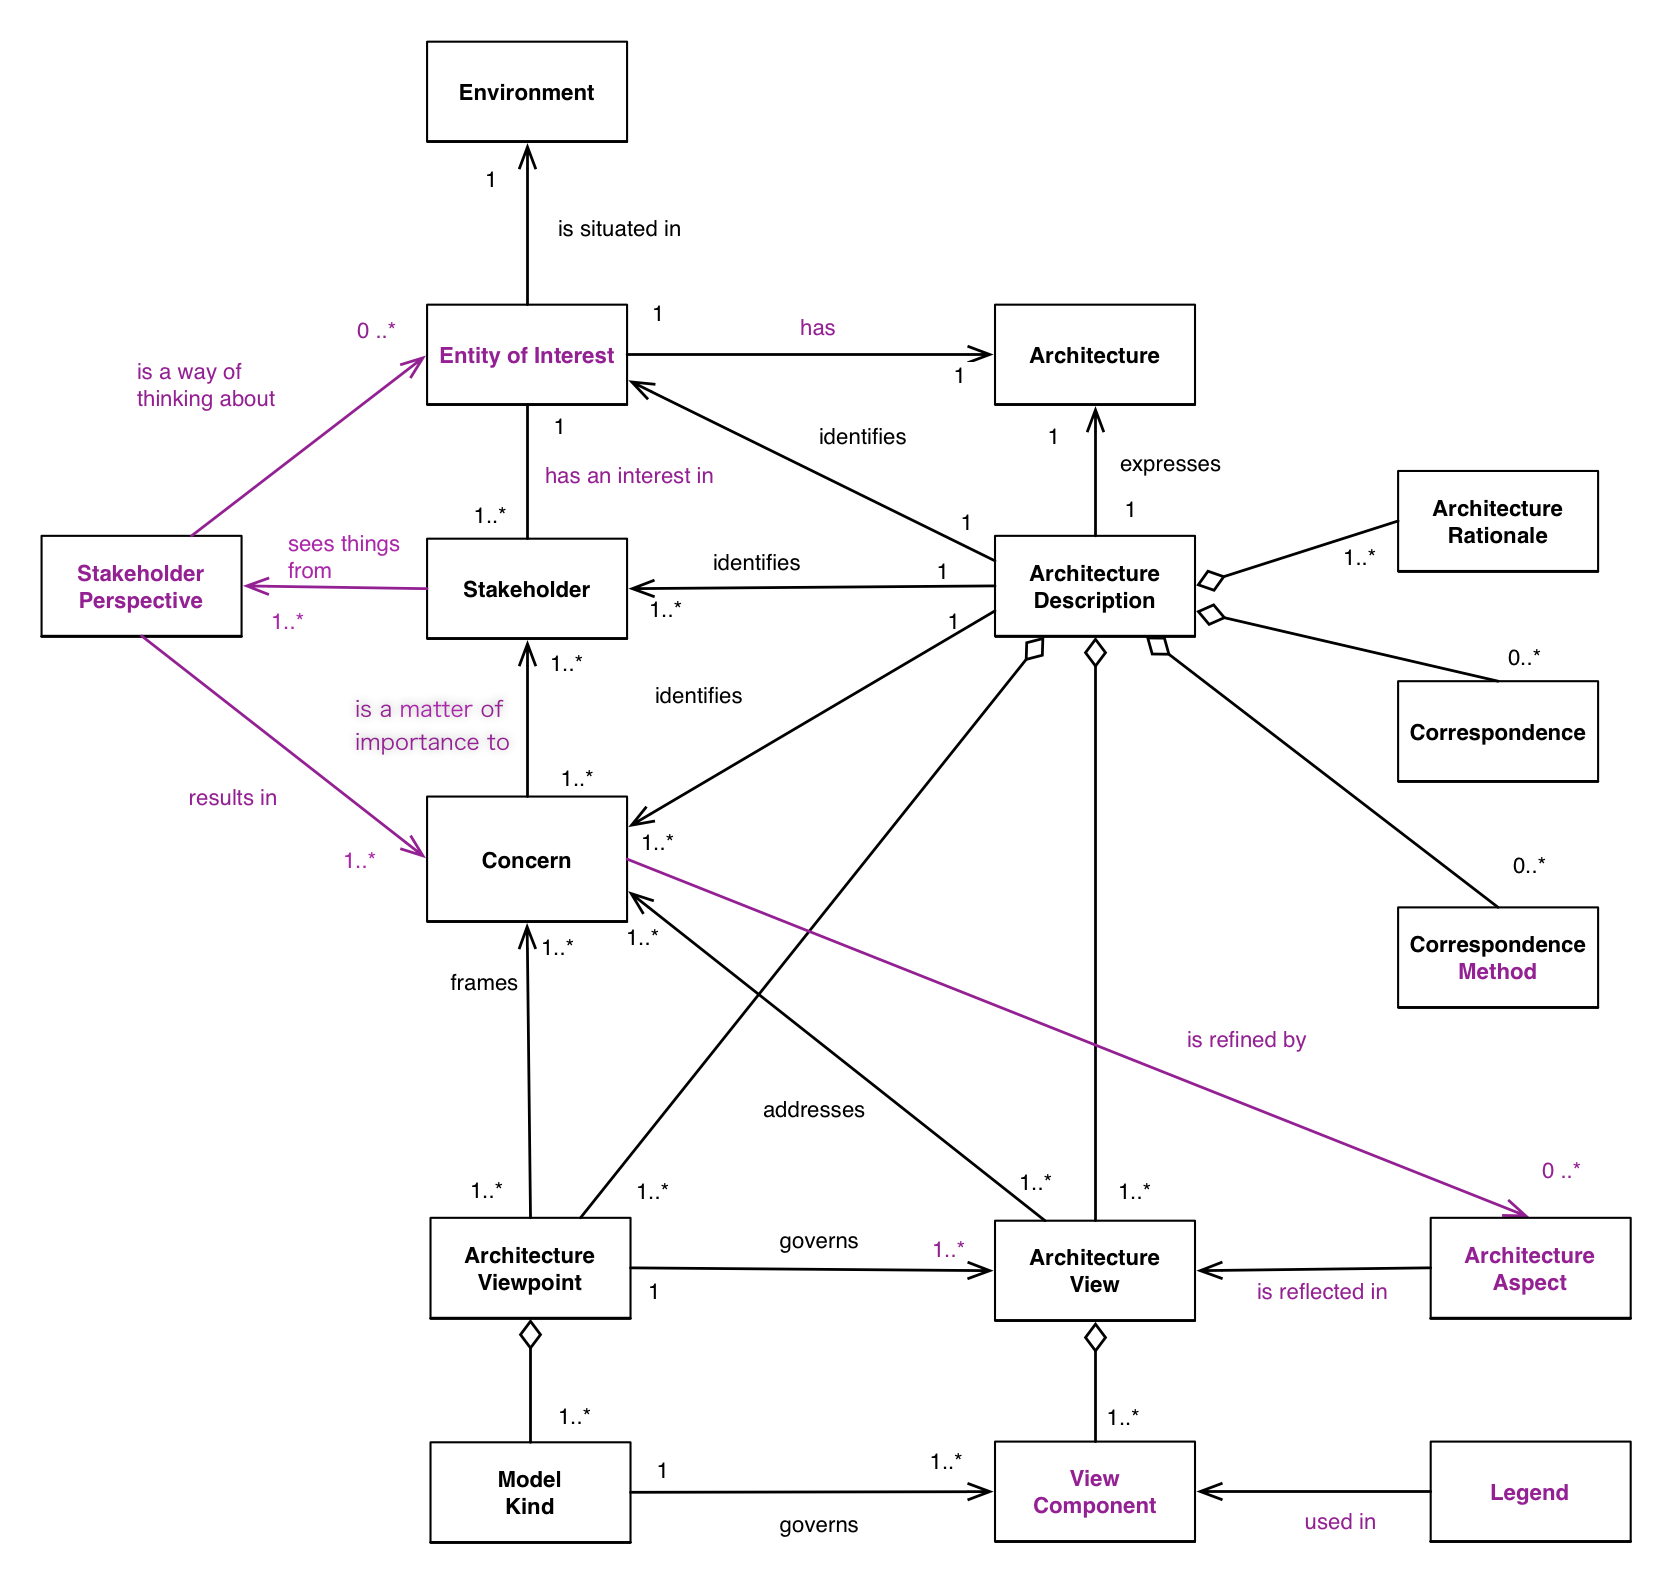 Environment
1
is situated in
0 ..*
1
has
is a way of
thinking about
Entity of Interest
Architecture
1
1
identifies
1
expresses
has an interest in
1..*
1
1
Architecture
Rationale
1..*
sees things
from
Stakeholder
Perspective
1..*
Stakeholder
identifies
1
1..*
Architecture
Description
1
0..*
1..*
is a matter of
importance to
identifies
Correspondence
1..*
results in
1..*
1..*
Concern
0..*
1..*
1..*
frames
Correspondence
Method
is refined by
addresses
0 ..*
1..*
1..*
1..*
1..*
Architecture
Viewpoint
governs
1..*
1
Architecture
View
is reflected in
Architecture
Aspect
1..*
1..*
Model
Kind
1
1..*
governs
View
Component
used in
Legend